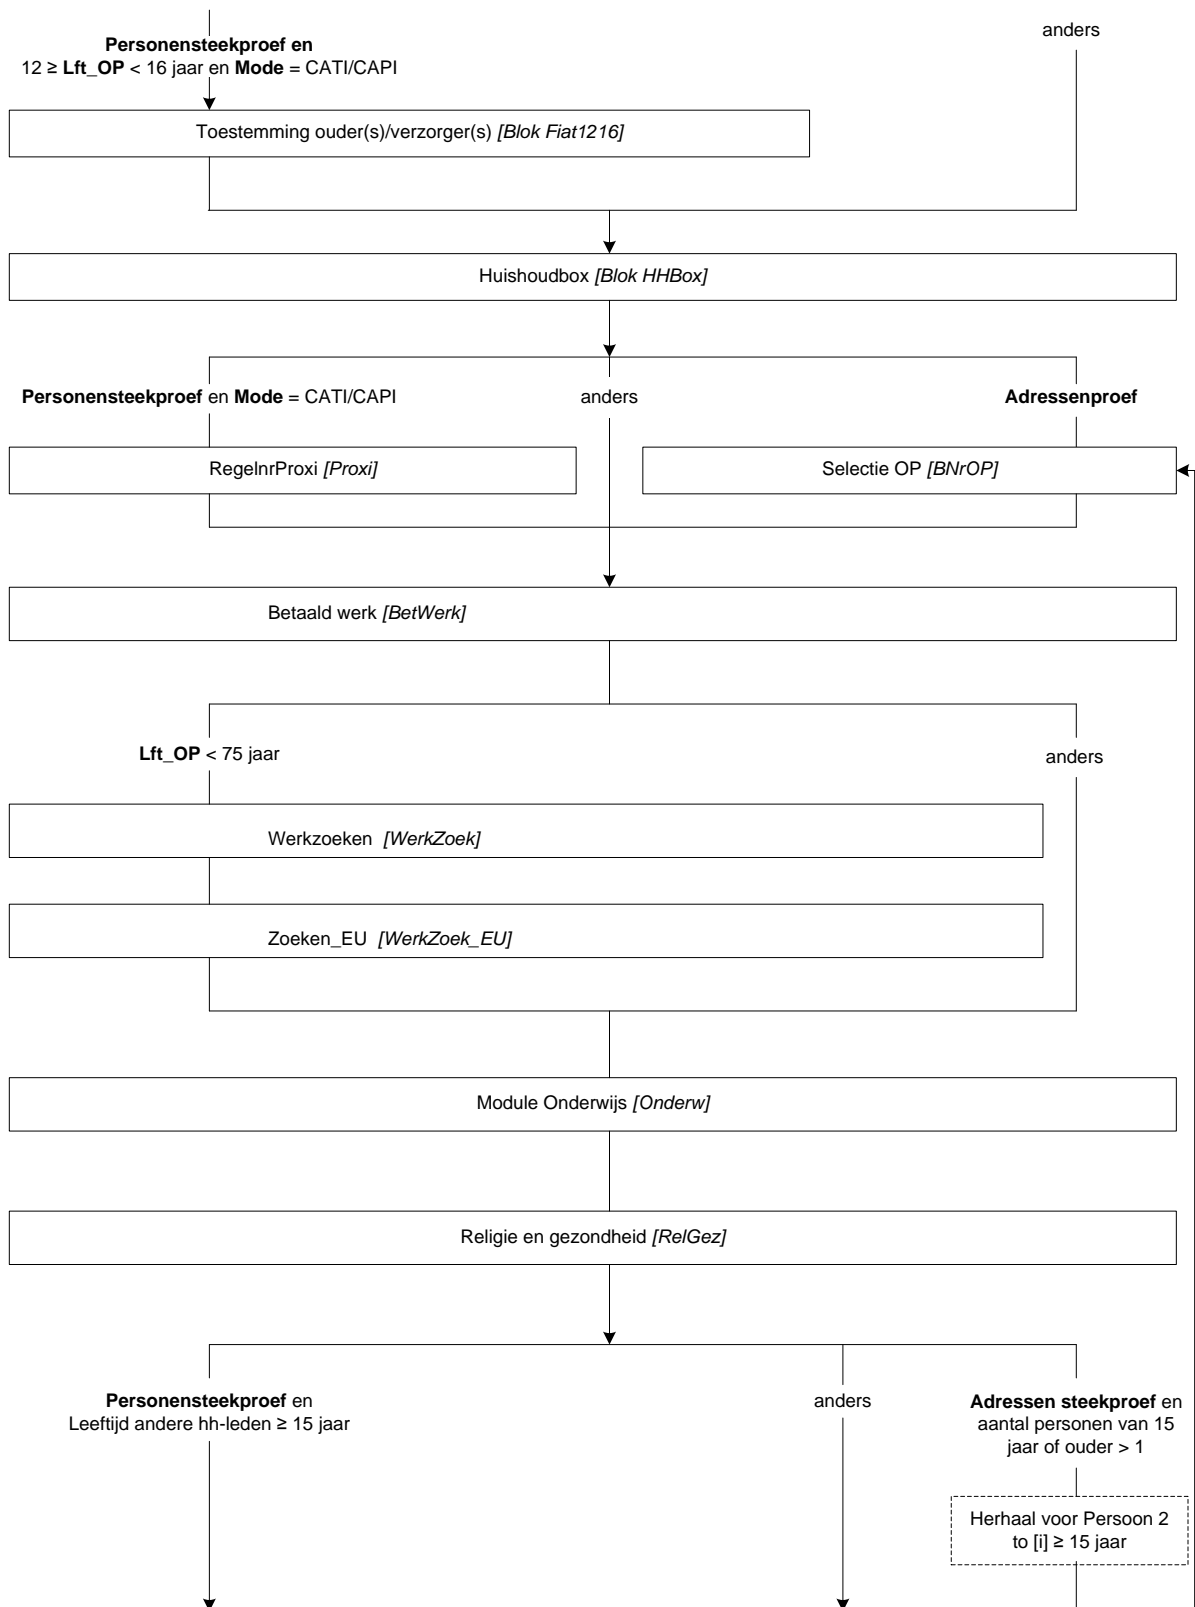 anders
Personensteekproef en
12 ≥ Lft_OP < 16 jaar en Mode = CATI/CAPI
Toestemming ouder(s)/verzorger(s) [Blok Fiat1216]
Huishoudbox [Blok HHBox]
Personensteekproef en Mode = CATI/CAPI
anders
Adressenproef
RegelnrProxi [Proxi]
Selectie OP [BNrOP]
Betaald werk [BetWerk]
Lft_OP < 75 jaar
anders
Werkzoeken [WerkZoek]
Zoeken_EU [WerkZoek_EU]
Module Onderwijs [Onderw]
Religie en gezondheid [RelGez]
Personensteekproef en
Leeftijd andere hh-leden ≥ 15 jaar
anders
Adressen steekproef en
aantal personen van 15
jaar of ouder > 1
Herhaal voor Persoon 2
to [i] ≥ 15 jaar